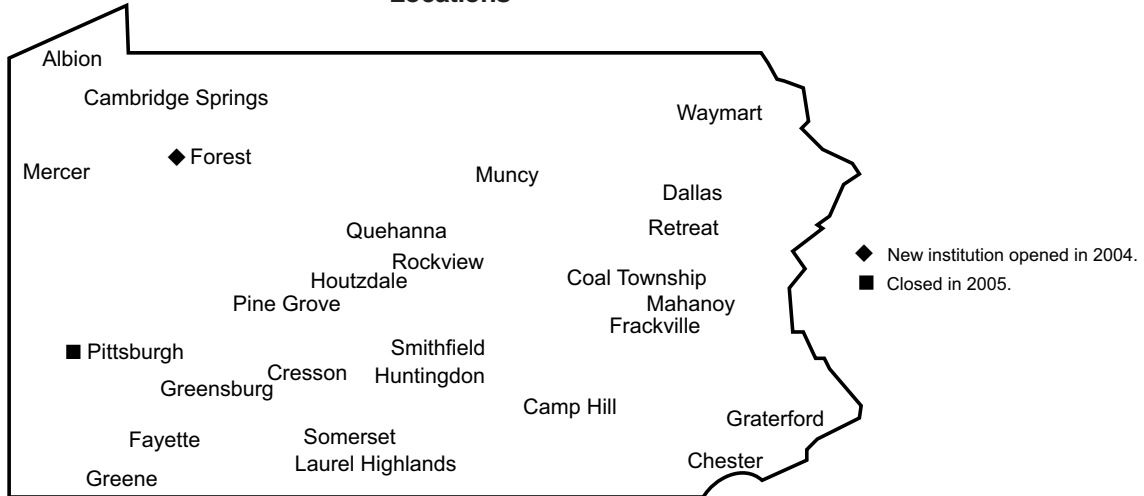 Locations
Albion
Cambridge Springs
Waymart
◆ Forest
Mercer
Muncy
Dallas
Quehanna
Retreat
Rockview
◆ New institution opened in 2004.
Houtzdale
Coal Township
■ Closed in 2005.
Pine Grove
Mahanoy
Frackville
■ Pittsburgh
Smithfield
Cresson
Huntingdon
Greensburg
Camp Hill
Graterford
Fayette
Somerset
Laurel Highlands
Chester
Greene